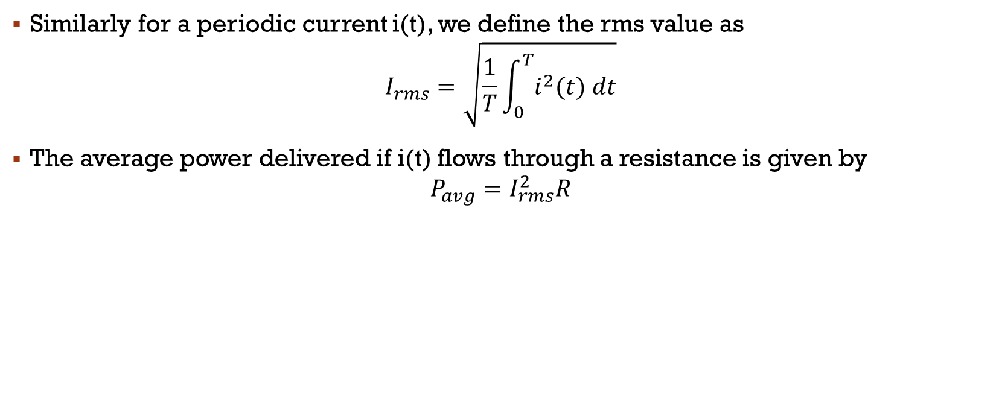 ▪ Similarly for a periodic current i(t), we define the rms value as
$I_{rms} = \sqrt{\frac{1}{T} \int_0^T i^2(t) \, dt}$
▪ The average power delivered if i(t) flows through a resistance is given by
$P_{avg} = I_{rms}^2 R$